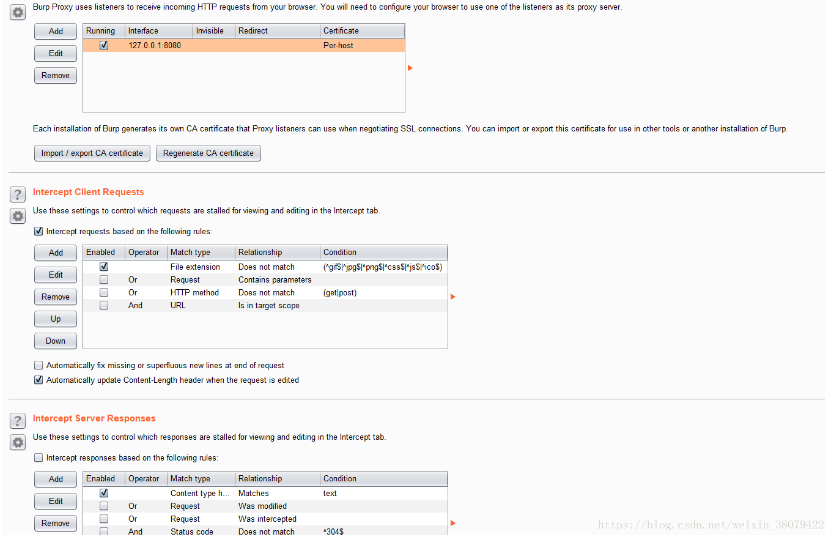 Burp Proxy uses listeners to receive incoming HTTP requests from your browser. You will need to configure your browser to use one of the listeners as its proxy server.
Add
Running Interface Invisible Redirect Certificate
127.0.0.1:8080 Per-host
Edit
Remove
Each installation of Burp generates its own CA certificate that Proxy listeners can use when negotiating SSL connections. You can import or export this certificate for use in other tools or another installation of Burp.
Import / export CA certificate Regenerate CA certificate
? Intercept Client Requests
Use these settings to control which requests are stalled for viewing and editing in the Intercept tab.
Intercept requests based on the following rules:
Add Enabled Operator Match type Relationship Condition
File extension Does not match (^gif$|^jpg$|^png$|^css$|^js$|^ico$)
Edit Or Request Contains parameters
Remove Or HTTP method Does not match (get|post)
And URL Is in target scope
Up
Down
Automatically fix missing or superfluous new lines at end of request
Automatically update Content-Length header when the request is edited
? Intercept Server Responses
Use these settings to control which responses are stalled for viewing and editing in the Intercept tab.
Intercept responses based on the following rules:
Add Enabled Operator Match type Relationship Condition
Content type h... Matches text
Edit Or Request Was modified
Or Request Was intercepted
Remove
And Status code Does not match ^304$
https://blog.csdn.net/weixin_38079422